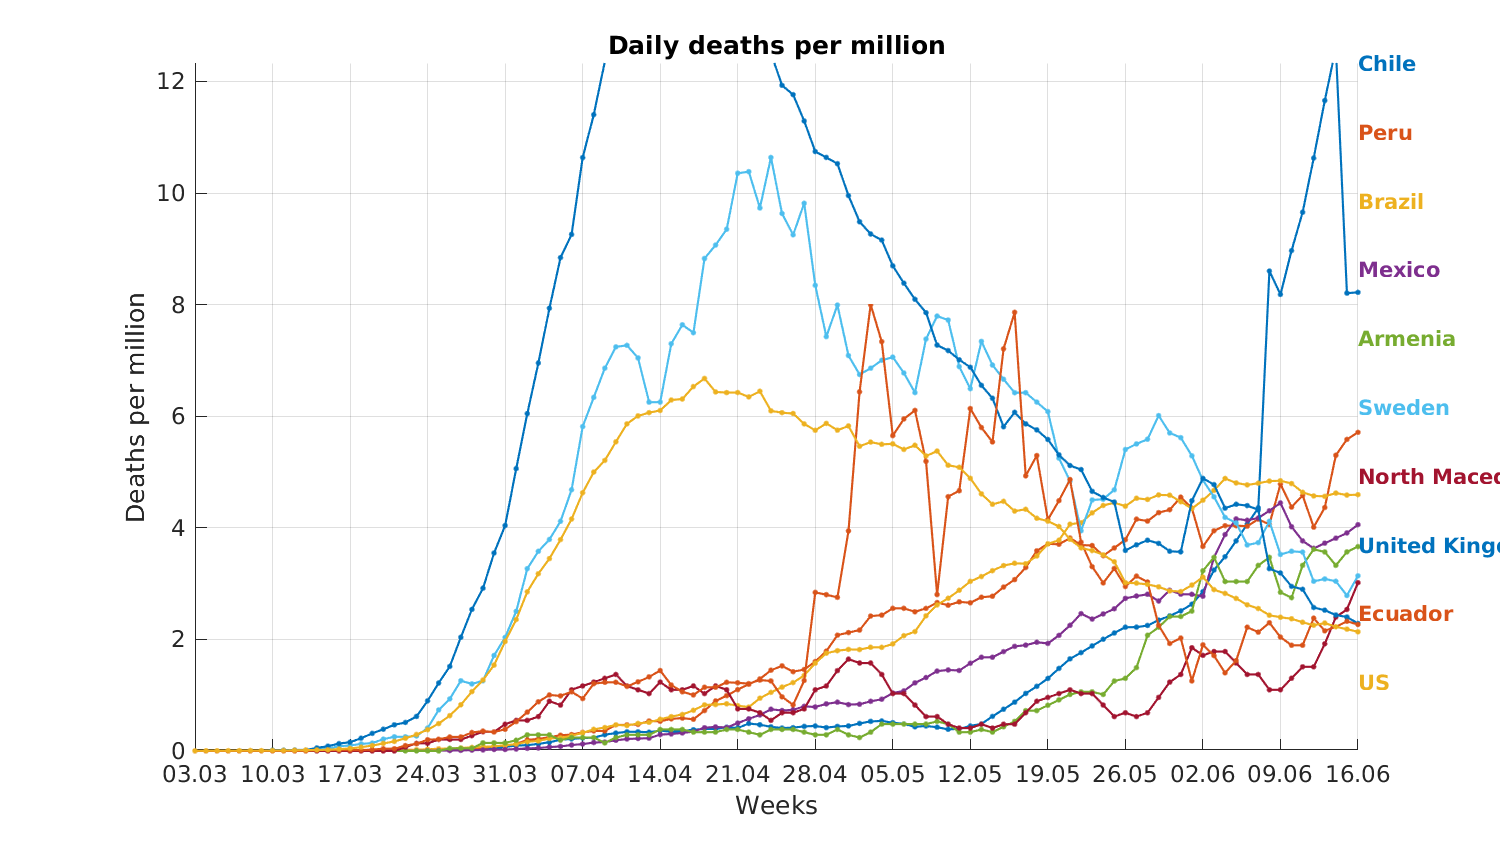 Daily deaths per million
Deaths per million
12
10
8
6
4
2
0
03.03 10.03 17.03 24.03 31.03 07.04 14.04 21.04 28.04 05.05 12.05 19.05 26.05 02.06 09.06 16.06
Weeks
Chile
Peru
Brazil
Mexico
Armenia
Sweden
North Maced
United Kingd
Ecuador
US